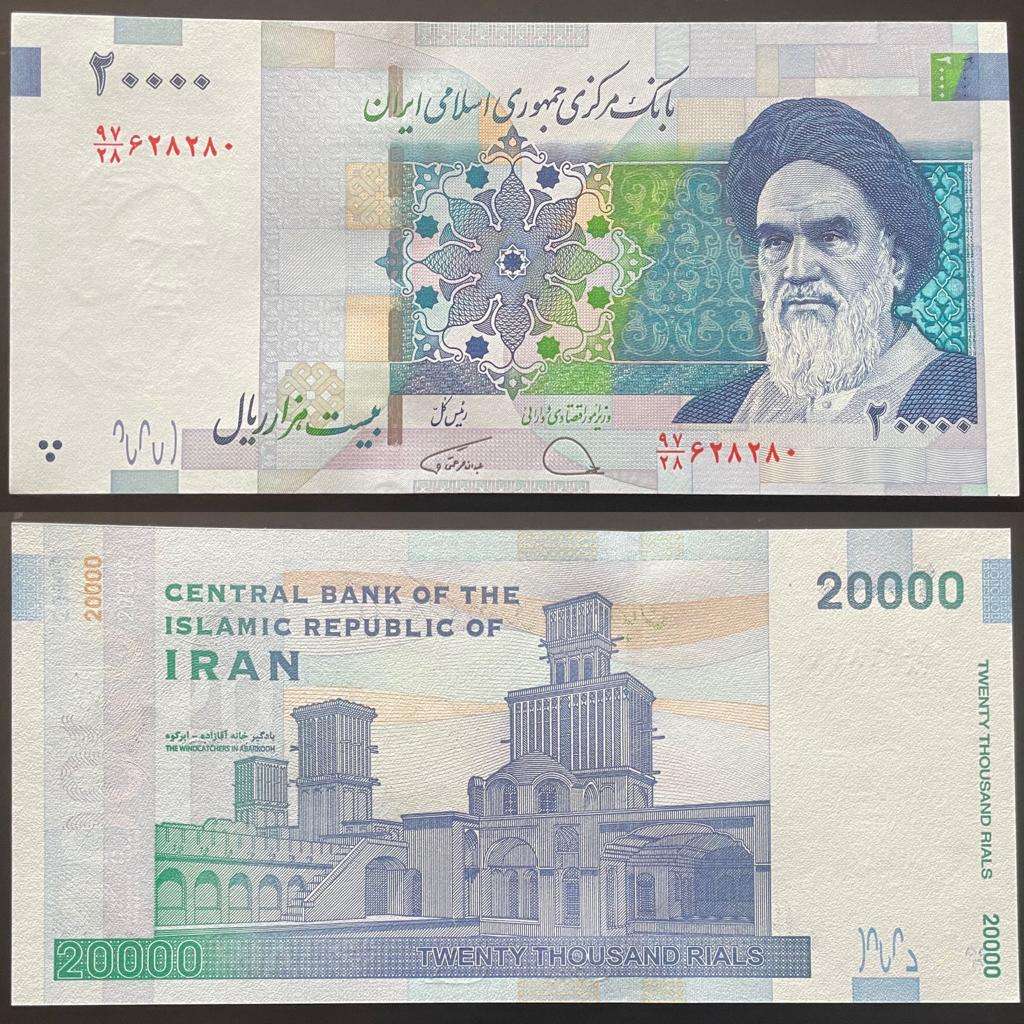 ۲۰۰۰۰
۹۷/۲۸ ۶۲۸۲۸۰
بانک مرکزی جمهوری اسلامی ایران
بیست هزار ریال
رئیس کل
وزیر امور اقتصادی و دارائی
۹۷/۲۸ ۶۲۸۲۸۰
۲۰۰۰۰
20000
CENTRAL BANK OF THE
ISLAMIC REPUBLIC OF
IRAN
بادگیر خانه آقازاده - ابرکوه
THE WINDCATCHERS IN ABARKOOH
20000
TWENTY THOUSAND RIALS
20000
20000
TWENTY THOUSAND RIALS